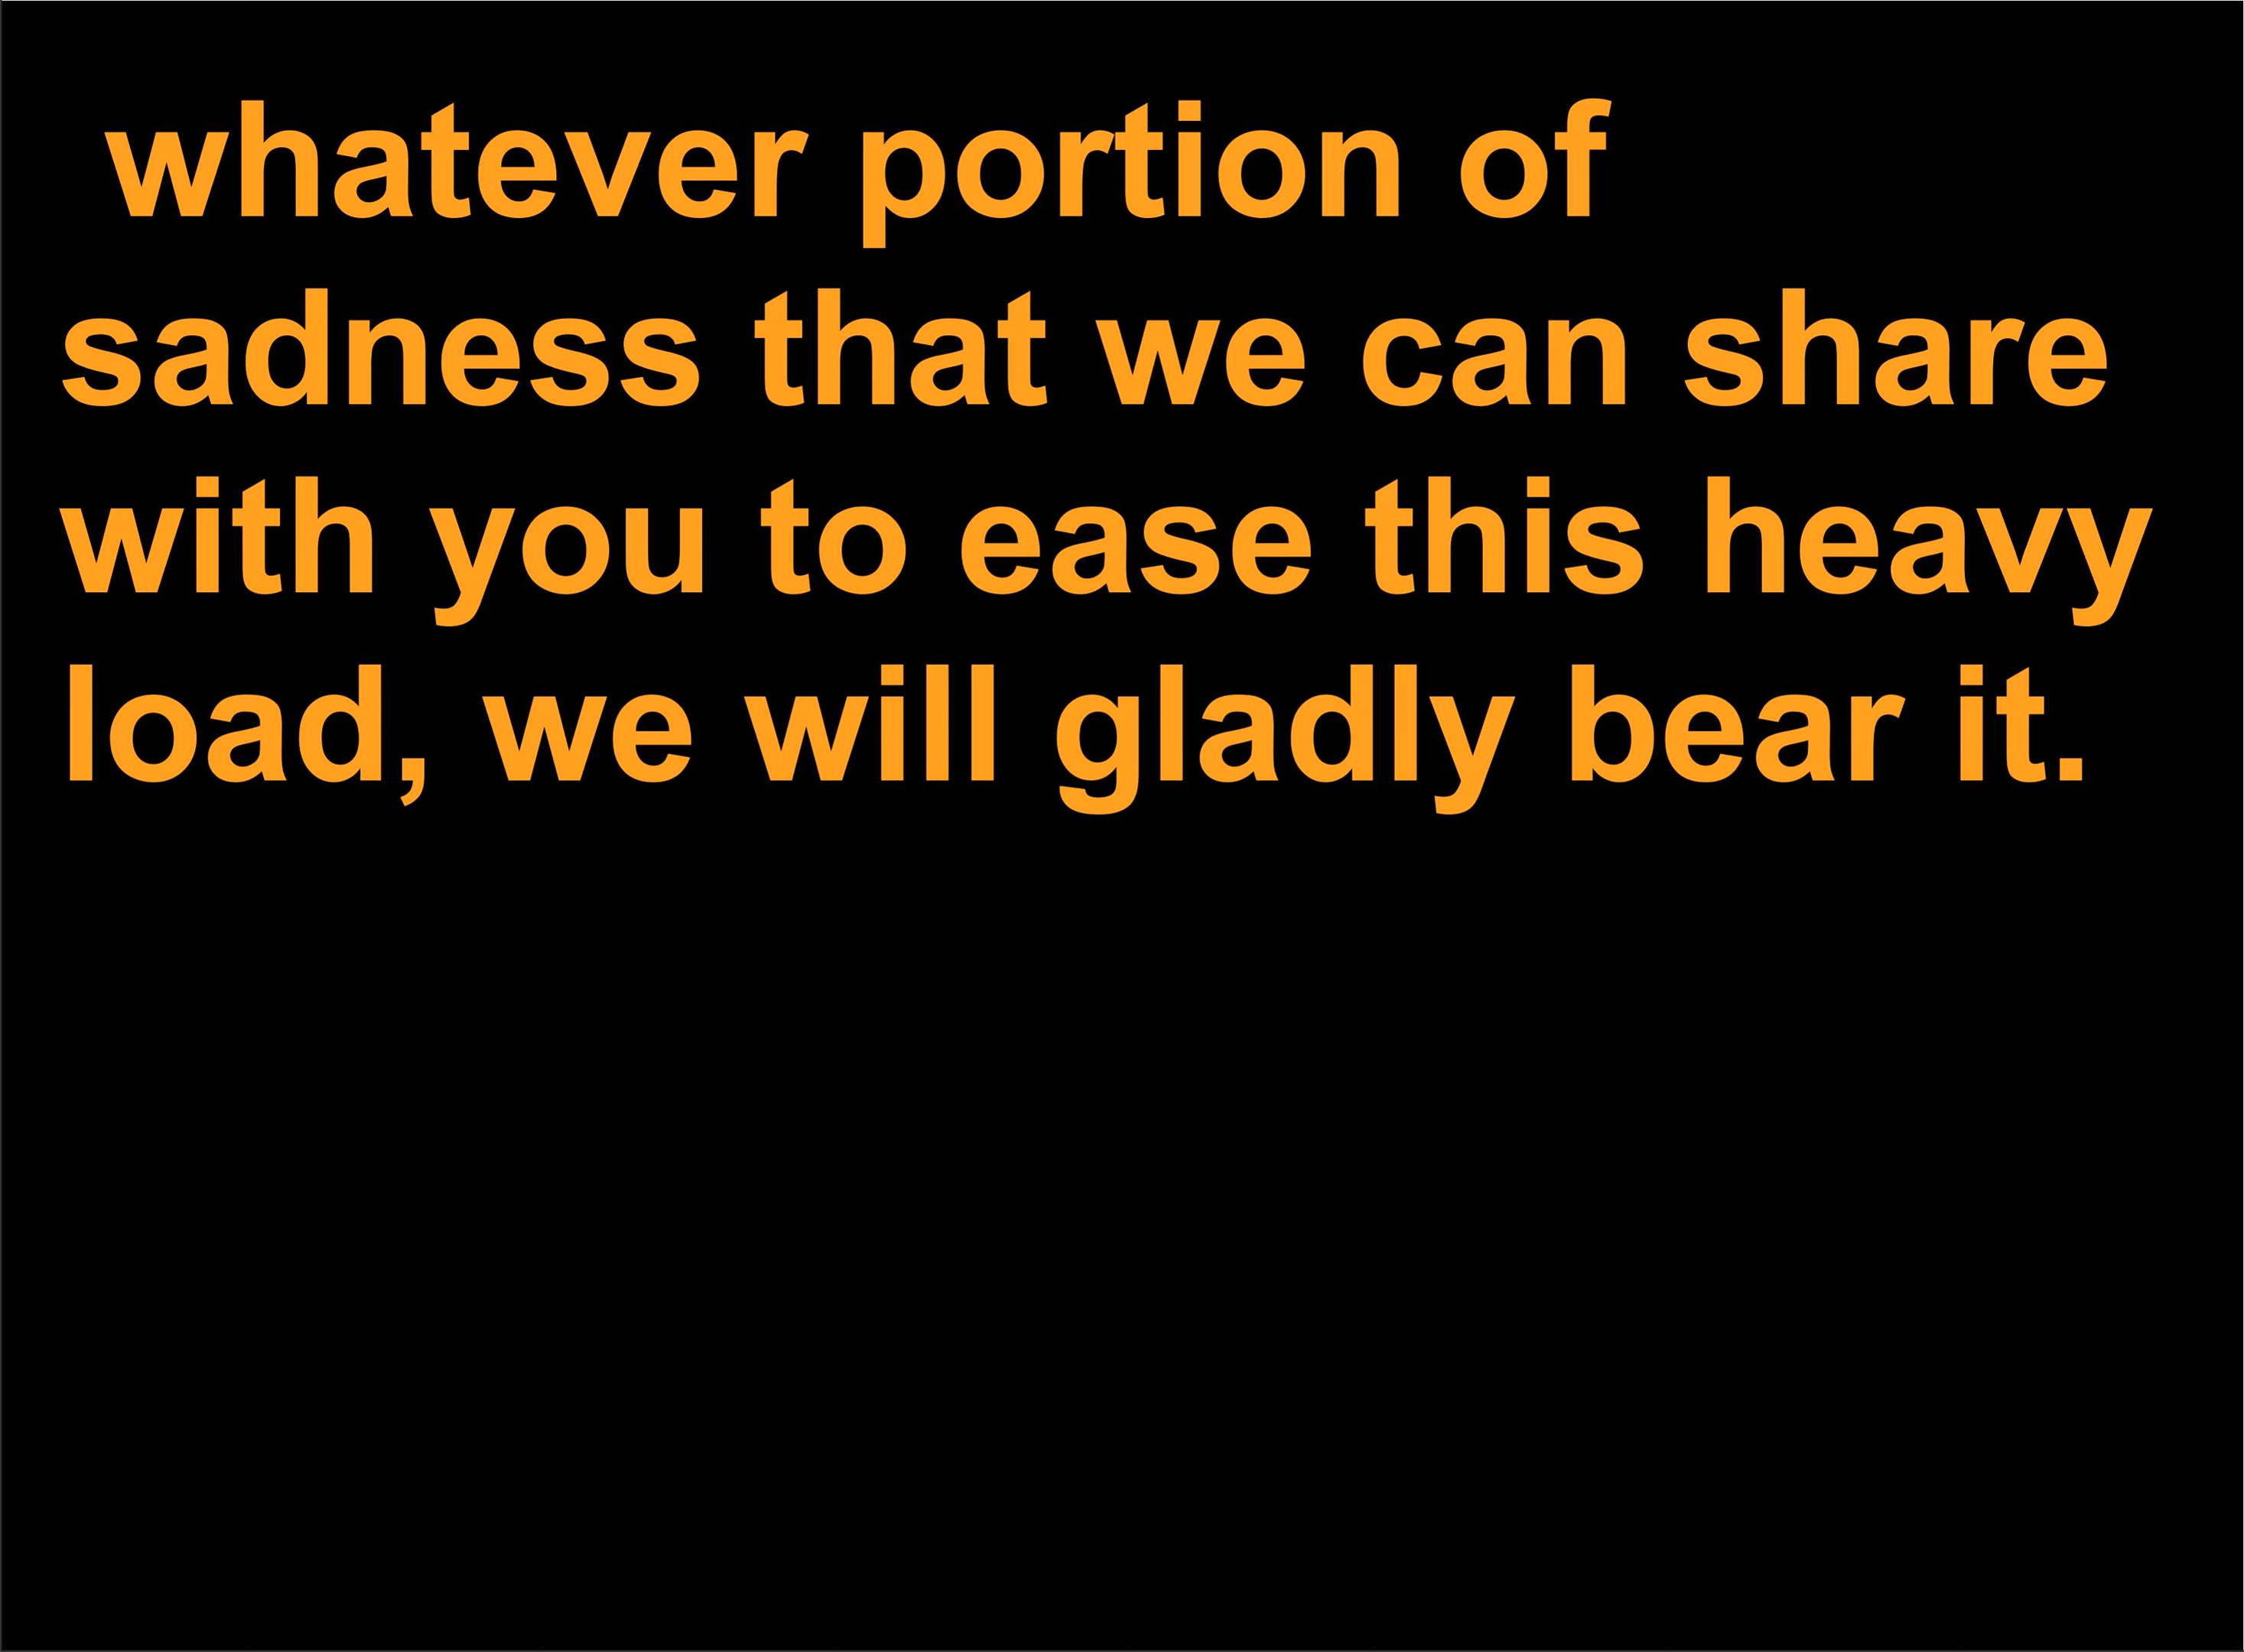 whatever portion of
sadness that we can share
with you to ease this heavy
load, we will gladly bear it.